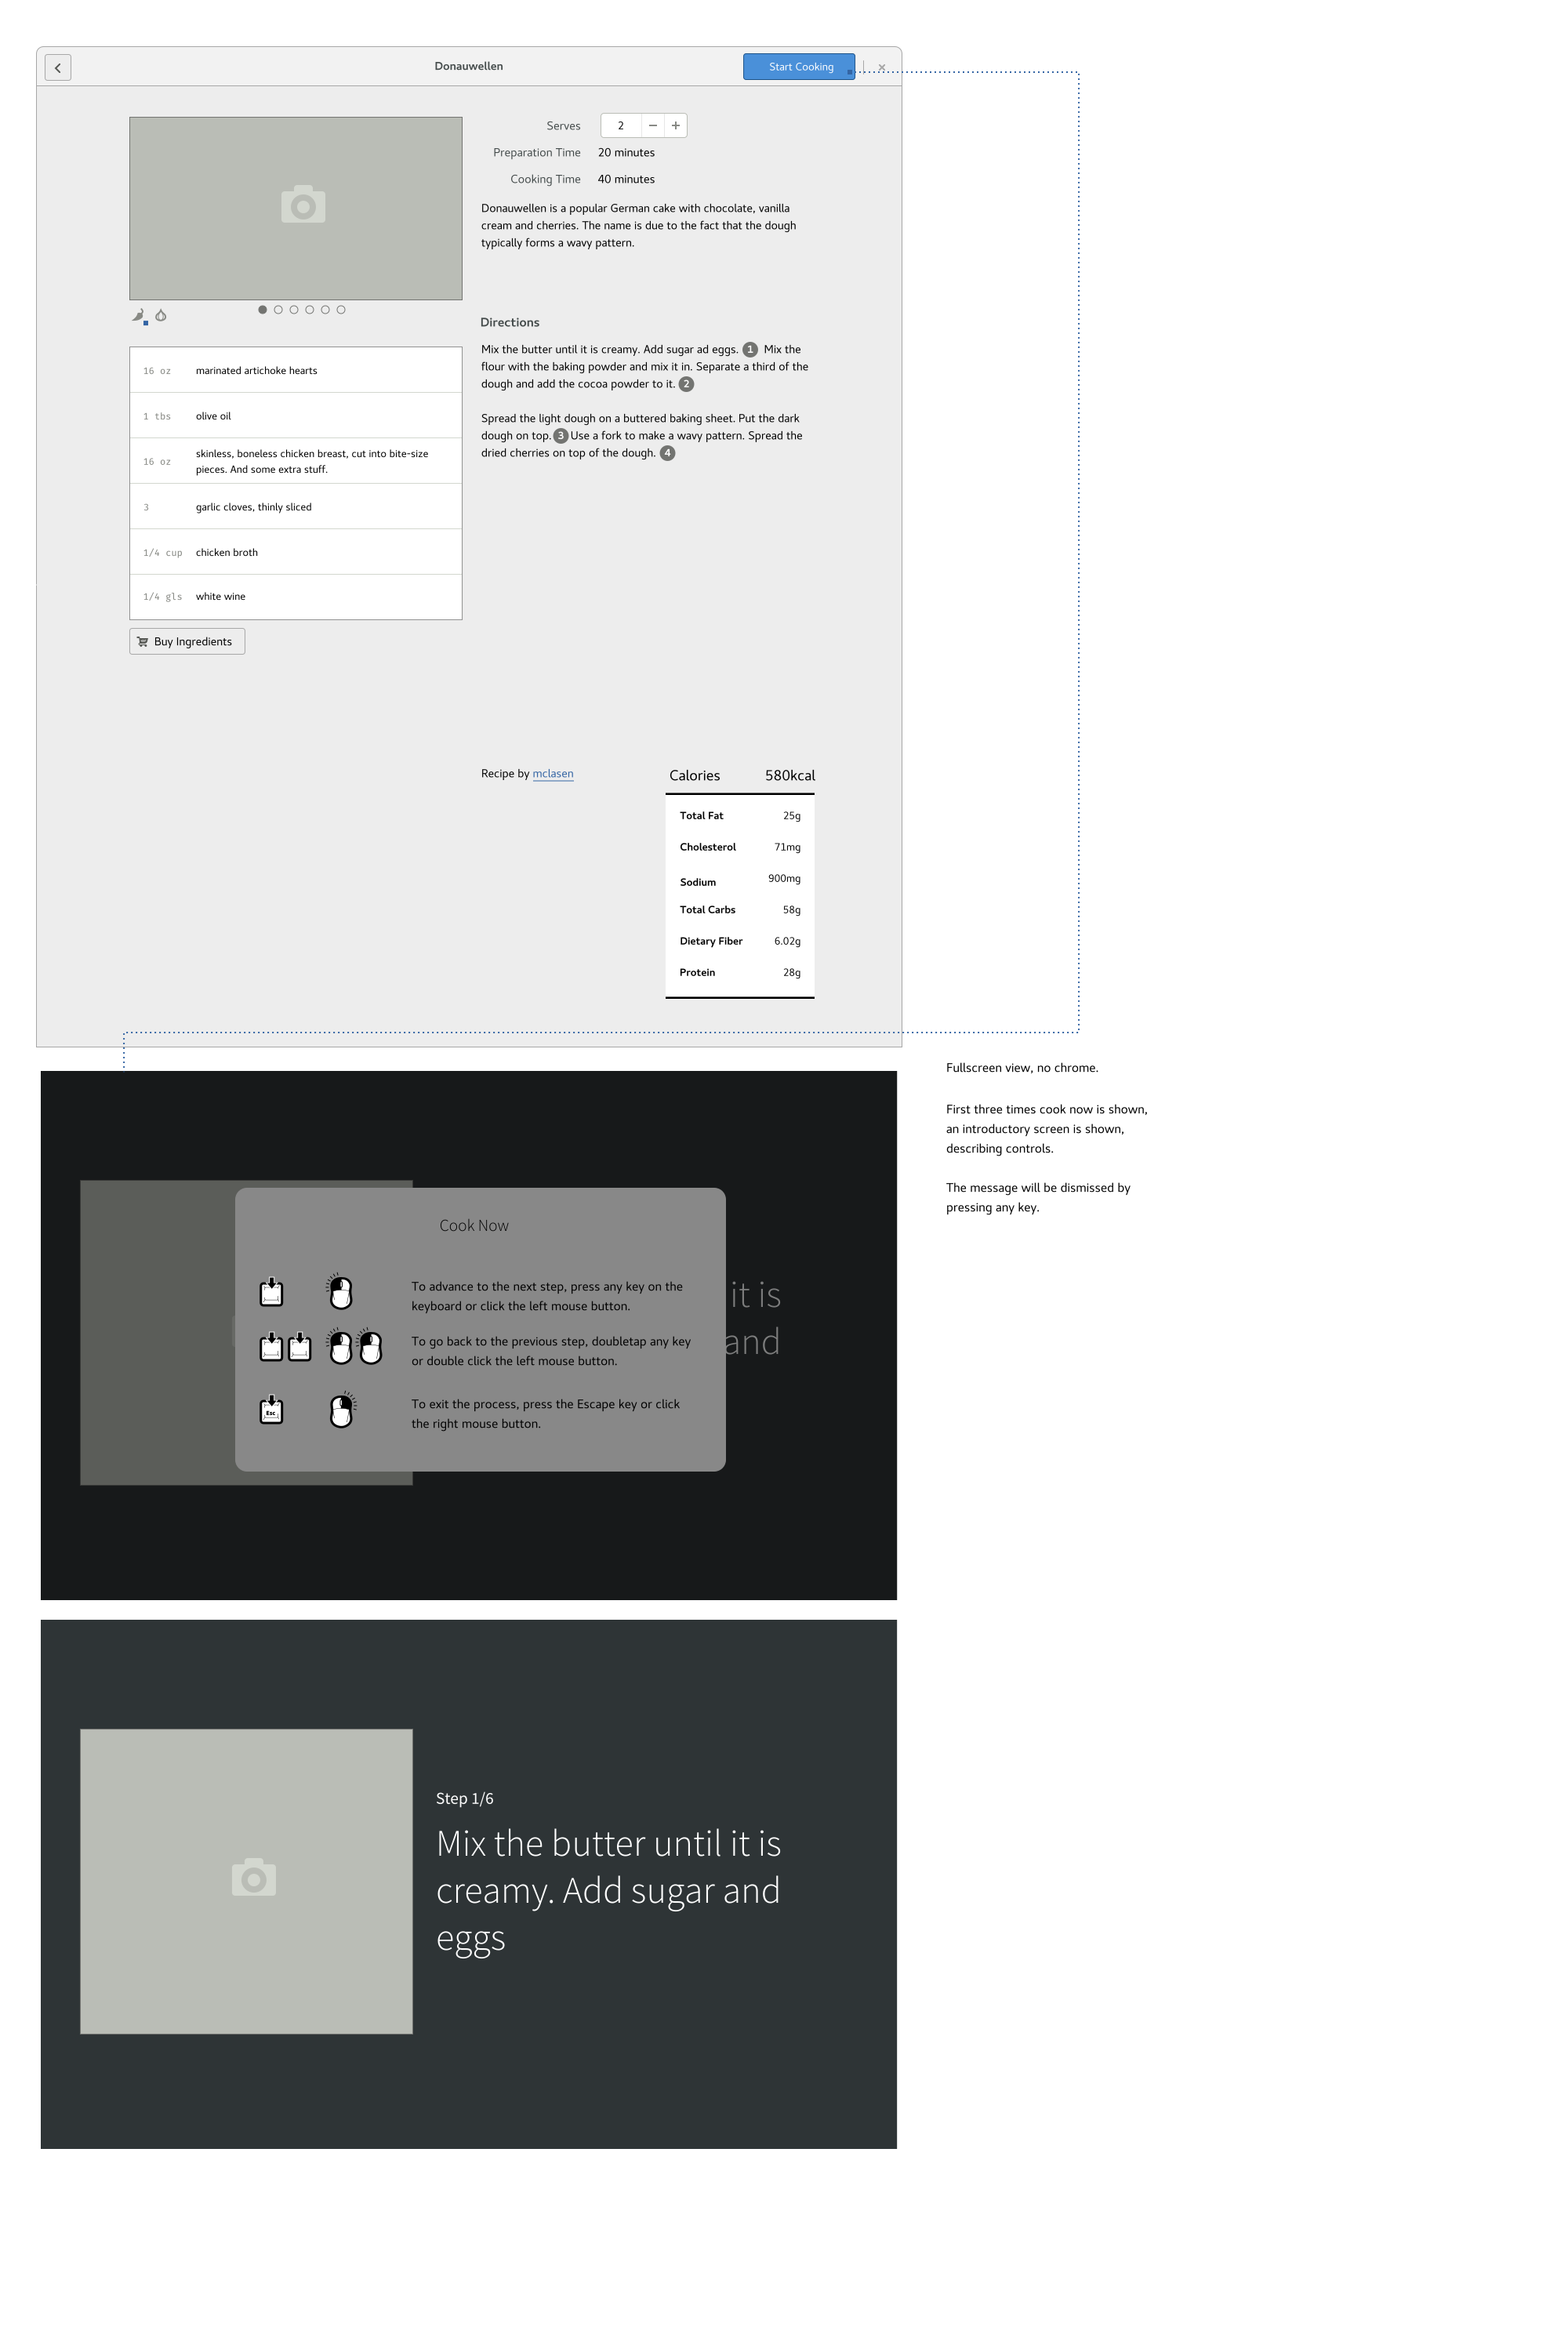 Donauwellen
Start Cooking
Serves 2
Preparation Time 20 minutes
Cooking Time 40 minutes
Donauwellen is a popular German cake with chocolate, vanilla
cream and cherries. The name is due to the fact that the dough
typically forms a wavy pattern.
Directions
Mix the butter until it is creamy. Add sugar ad eggs. 1 Mix the
flour with the baking powder and mix it in. Separate a third of the
dough and add the cocoa powder to it. 2
Spread the light dough on a buttered baking sheet. Put the dark
dough on top. 3 Use a fork to make a wavy pattern. Spread the
dried cherries on top of the dough. 4
16 oz marinated artichoke hearts
1 tbs olive oil
16 oz skinless, boneless chicken breast, cut into bite-size
pieces. And some extra stuff.
3 garlic cloves, thinly sliced
1/4 cup chicken broth
1/4 gls white wine
Buy Ingredients
Recipe by mclasen
Calories 580kcal
Total Fat 25g
Cholesterol 71mg
Sodium 900mg
Total Carbs 58g
Dietary Fiber 6.02g
Protein 28g
Fullscreen view, no chrome.
First three times cook now is shown,
an introductory screen is shown,
describing controls.
The message will be dismissed by
pressing any key.
Cook Now
To advance to the next step, press any key on the
keyboard or click the left mouse button.
To go back to the previous step, doubletap any key
or double click the left mouse button.
Esc
To exit the process, press the Escape key or click
the right mouse button.
it is
and
Step 1/6
Mix the butter until it is
creamy. Add sugar and
eggs